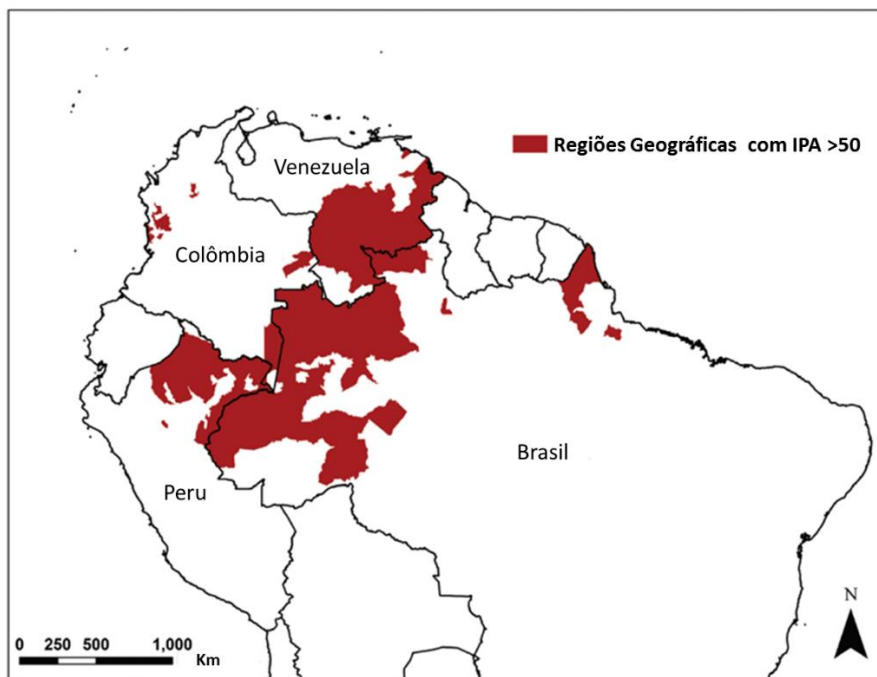 Regiões Geográficas com IPA >50
Venezuela
Colômbia
Brasil
Peru
N
0 250 500 1,000
Km